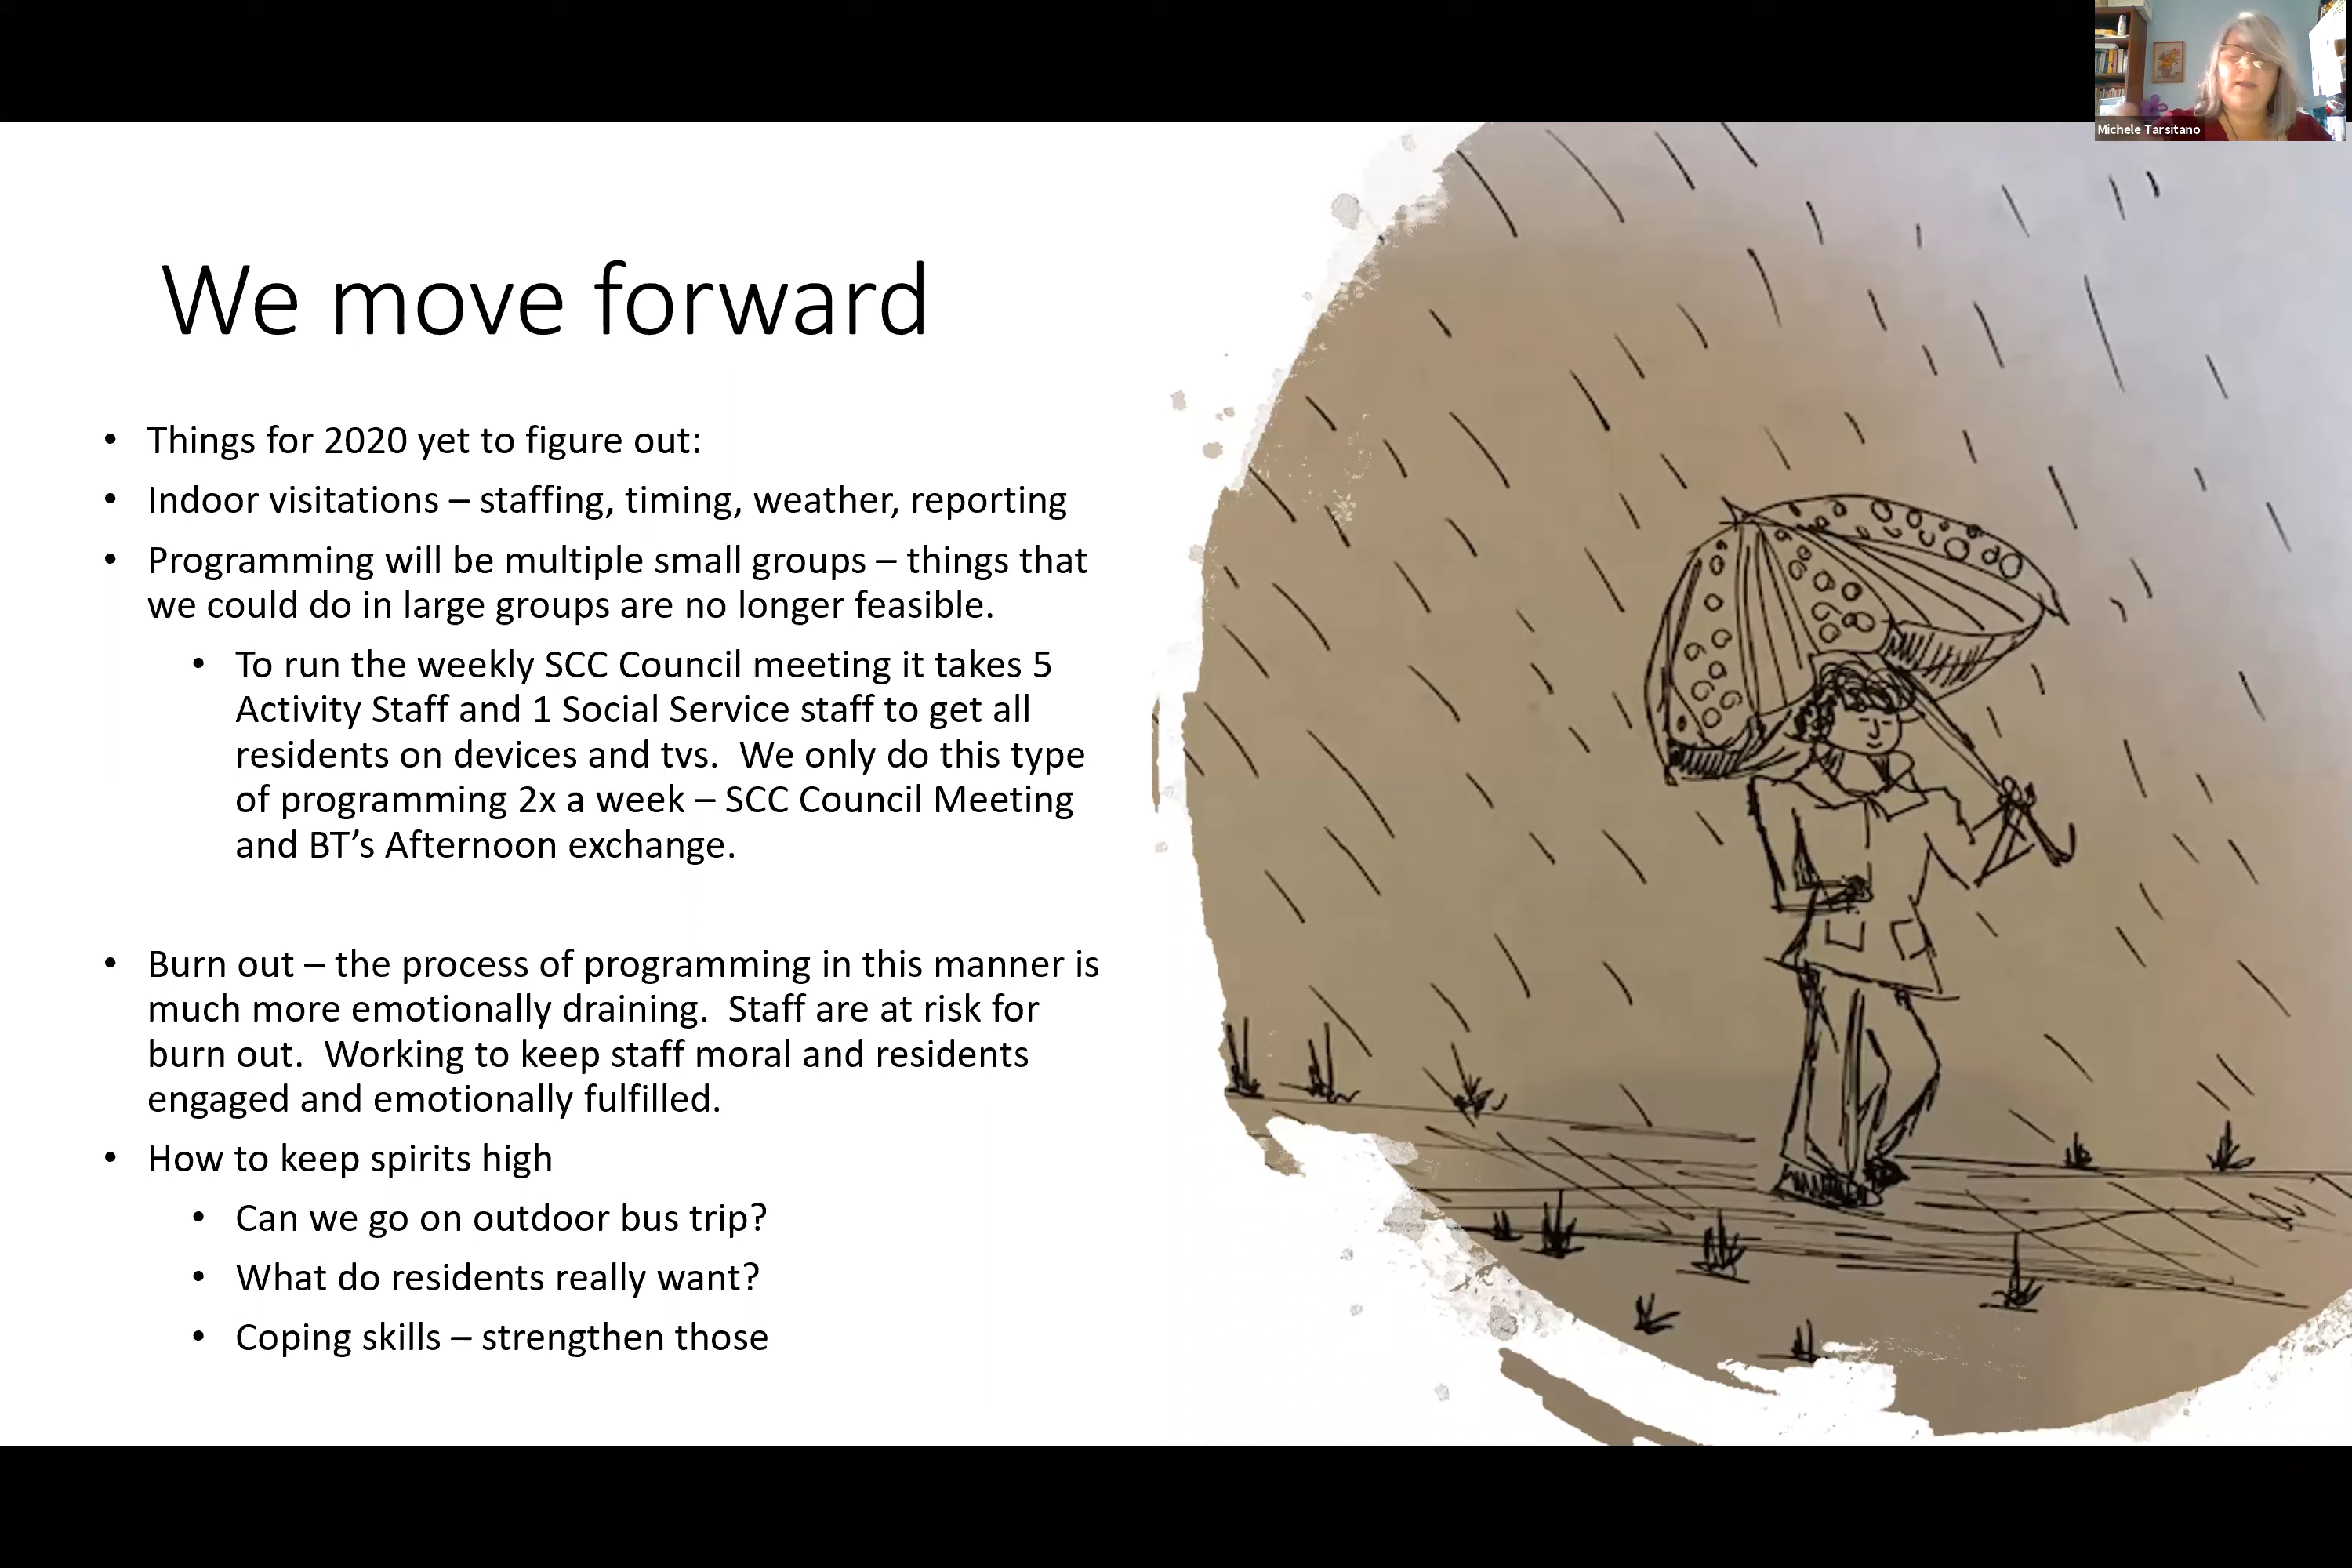 Michele Tarsitano
We move forward
• Things for 2020 yet to figure out:
• Indoor visitations – staffing, timing, weather, reporting
• Programming will be multiple small groups – things that
we could do in large groups are no longer feasible.
• To run the weekly SCC Council meeting it takes 5
Activity Staff and 1 Social Service staff to get all
residents on devices and tvs.  We only do this type
of programming 2x a week – SCC Council Meeting
and BT’s Afternoon exchange.
• Burn out – the process of programming in this manner is
much more emotionally draining.  Staff are at risk for
burn out.  Working to keep staff moral and residents
engaged and emotionally fulfilled.
• How to keep spirits high
• Can we go on outdoor bus trip?
• What do residents really want?
• Coping skills – strengthen those